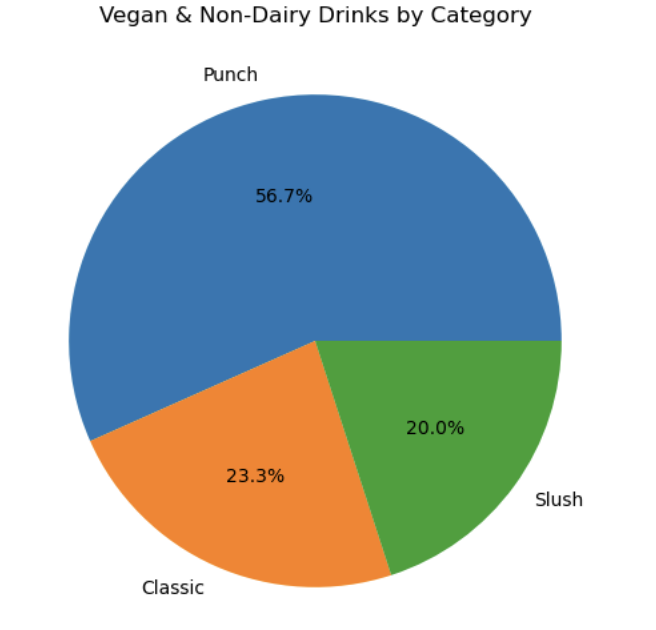 Vegan & Non-Dairy Drinks by Category
Punch
56.7%
20.0%
23.3%
Slush
Classic